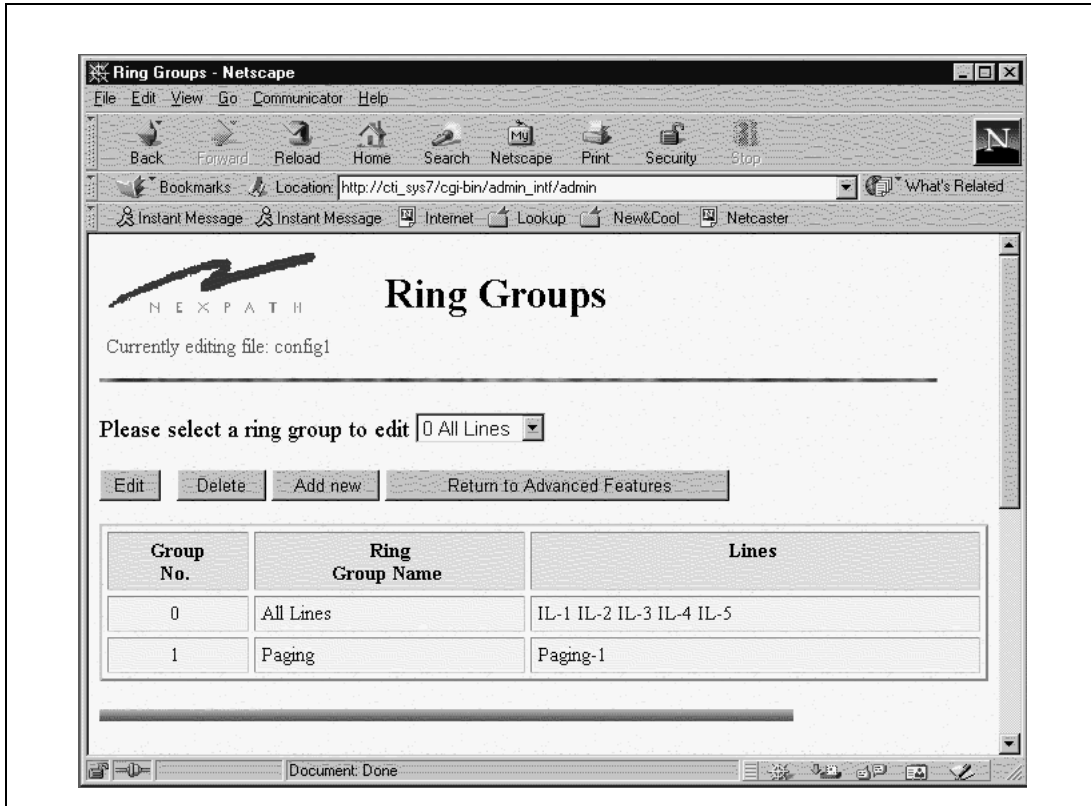 Ring Groups - Netscape
File Edit View Go Communicator Help
Back Forward Reload Home Search Netscape Print Security Stop
My
N
Bookmarks Location: http://cti_sys7/cgi-bin/admin_intf/admin What's Related
Instant Message Instant Message Internet Lookup New&Cool Netcaster
NEXPATH
Ring Groups
Currently editing file: config1
Please select a ring group to edit 0 All Lines
Edit Delete Add new Return to Advanced Features
Group No. Ring Group Name Lines
0 All Lines IL-1 IL-2 IL-3 IL-4 IL-5
1 Paging Paging-1
Document: Done